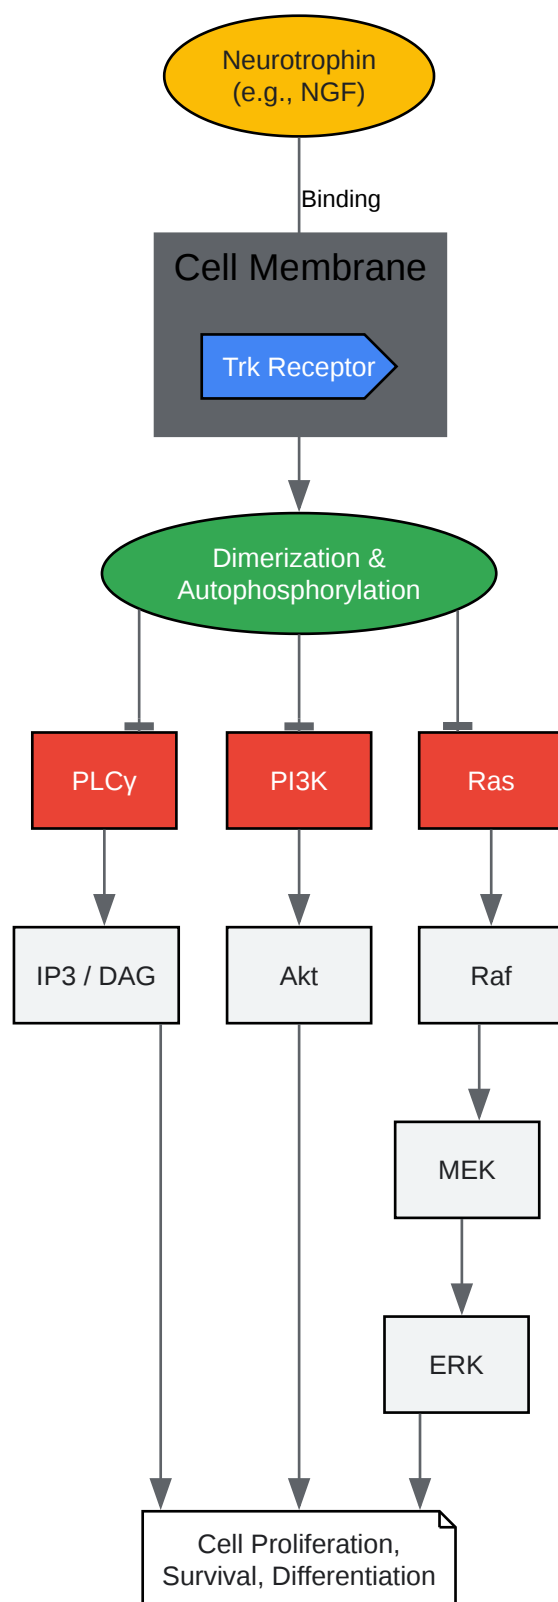 Neurotrophin
(e.g., NGF)
Binding
Cell Membrane
Trk Receptor
Dimerization &
Autophosphorylation
PLCγ
PI3K
Ras
IP3 / DAG
Akt
Raf
MEK
ERK
Cell Proliferation,
Survival, Differentiation